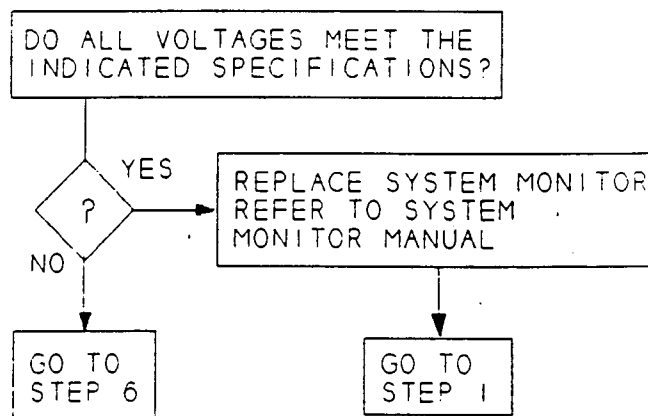 DO ALL VOLTAGES MEET THE
INDICATED SPECIFICATIONS?
YES
?
REPLACE SYSTEM MONITOR
REFER TO SYSTEM
MONITOR MANUAL
NO
GO TO
STEP 6
GO TO
STEP 1